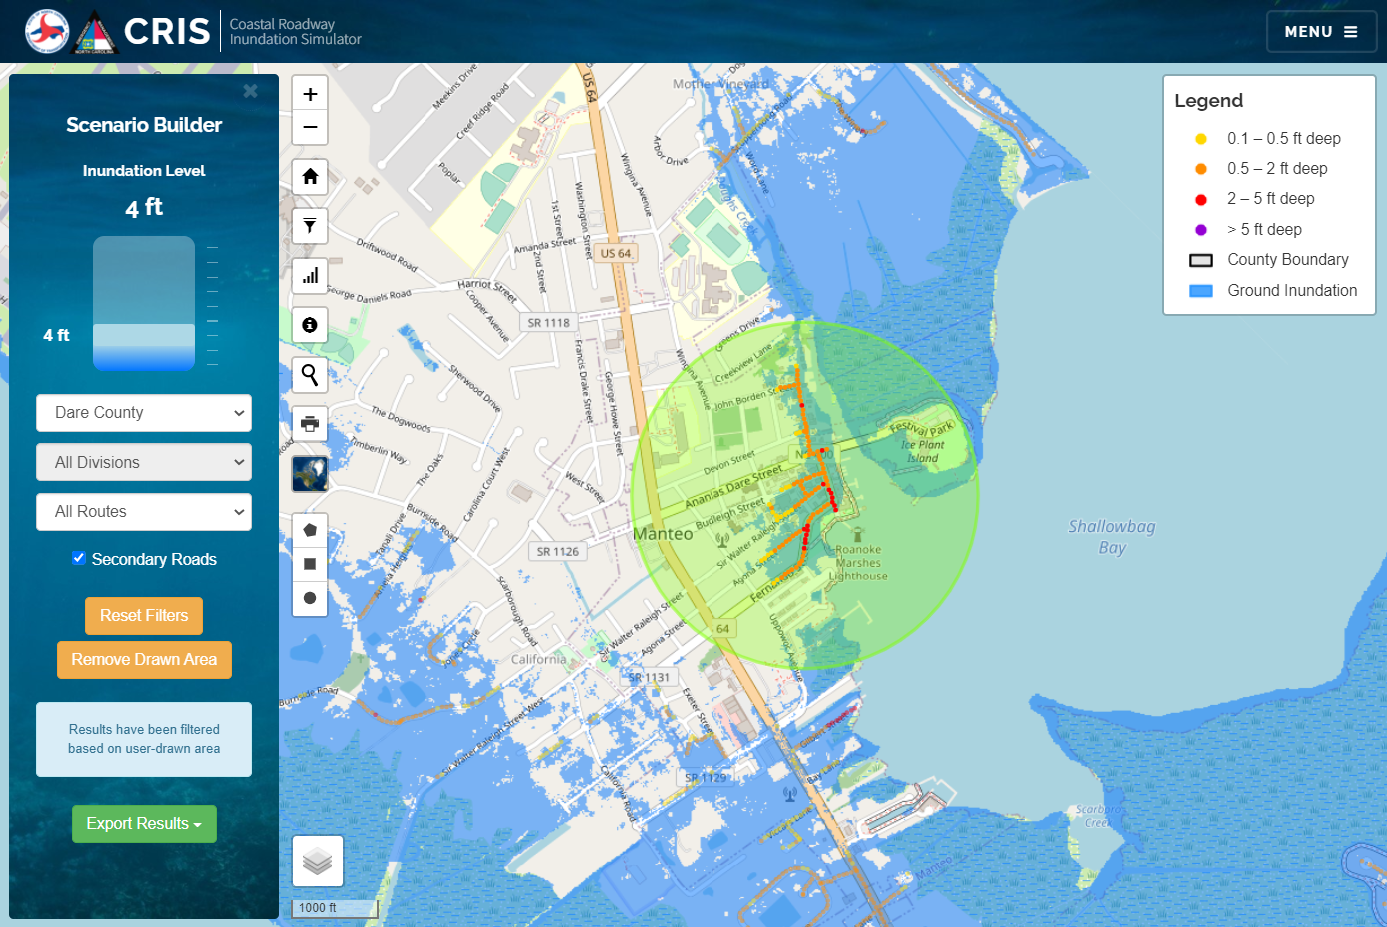 CRIS
Coastal Roadway
Inundation Simulator
MENU
Scenario Builder
Inundation Level
4 ft
4 ft
Dare County
All Divisions
All Routes
Secondary Roads
Reset Filters
Remove Drawn Area
Results have been filtered
based on user-drawn area
Export Results
Legend
0.1 – 0.5 ft deep
0.5 – 2 ft deep
2 – 5 ft deep
> 5 ft deep
County Boundary
Ground Inundation
US 64
Mother Vineyard
Meekins Drive
Creef Ridge Road
Poplar
Arbor Drive
Wingina Avenue
Washington Street
1st Street
2nd Street
Amanda Street
US 64
Driftwood Road
George Daniels Road
Harriot Street
Cooper Avenue
SR 1118
Francis Drake Street
George Howe Street
Wingina Avenue
Greens Drive
Creekview Lane
John Borden St
Sherwood Drive
The Dogwoods
Timberlin Way
The Oaks
Carolina Court West
West Street
Devon Street
Ananias Dare Street
Budleigh Street
Sir Walter Raleigh
Agona Street
Festival Park
Ice Plant
Island
Manteo
Roanoke
Marshes
Lighthouse
Shallowbag
Bay
Burnside Road
SR 1126
Scarborough Road
Sir Walter Raleigh Street
Agona Street
64
Uppowoc Avenue
California
SR 1131
Exeter Street
Burnside Road
Sir Walter Raleigh Street West
California Road
SR 1129
Bay Lane
Scarboro
Creek
Manteo
1000 ft